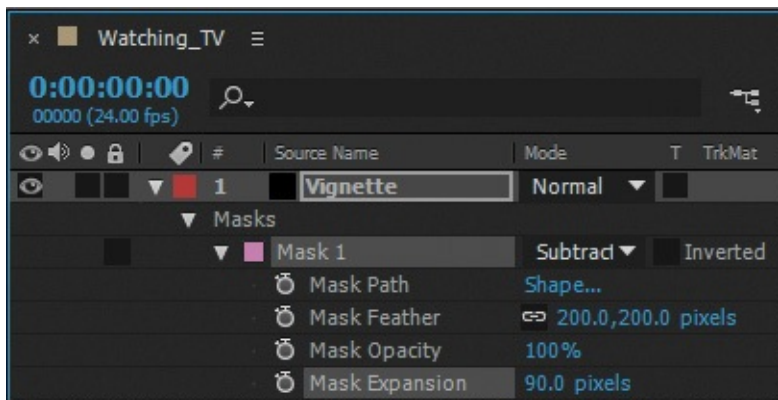 Watching_TV
0:00:00:00
00000 (24.00 fps)
# Source Name Mode T TrkMat
1 Vignette Normal
Masks
Mask 1 Subtract Inverted
Mask Path Shape...
Mask Feather 200.0,200.0 pixels
Mask Opacity 100%
Mask Expansion 90.0 pixels